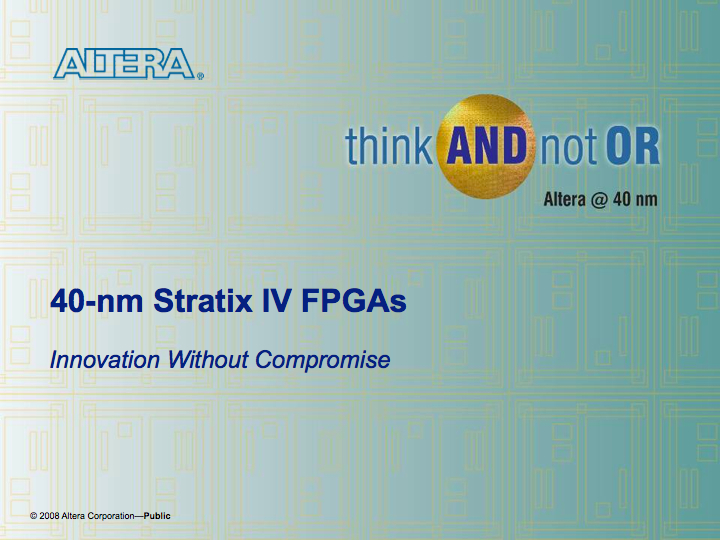 ALTERA®
think AND not OR
Altera @ 40 nm
40-nm Stratix IV FPGAs
Innovation Without Compromise
© 2008 Altera Corporation—Public